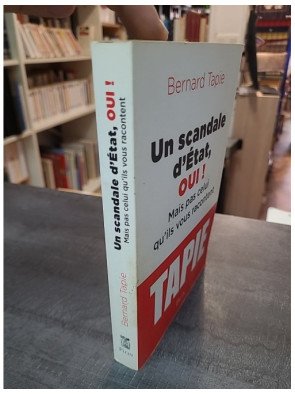 Bernard Tapie
Un scandale
d'État,
OUI !
Mais pas celui
qu'ils vous racontent
TAPIE
Un scandale d'État, OUI !
Mais pas celui qu'ils vous racontent
Bernard Tapie
PLON